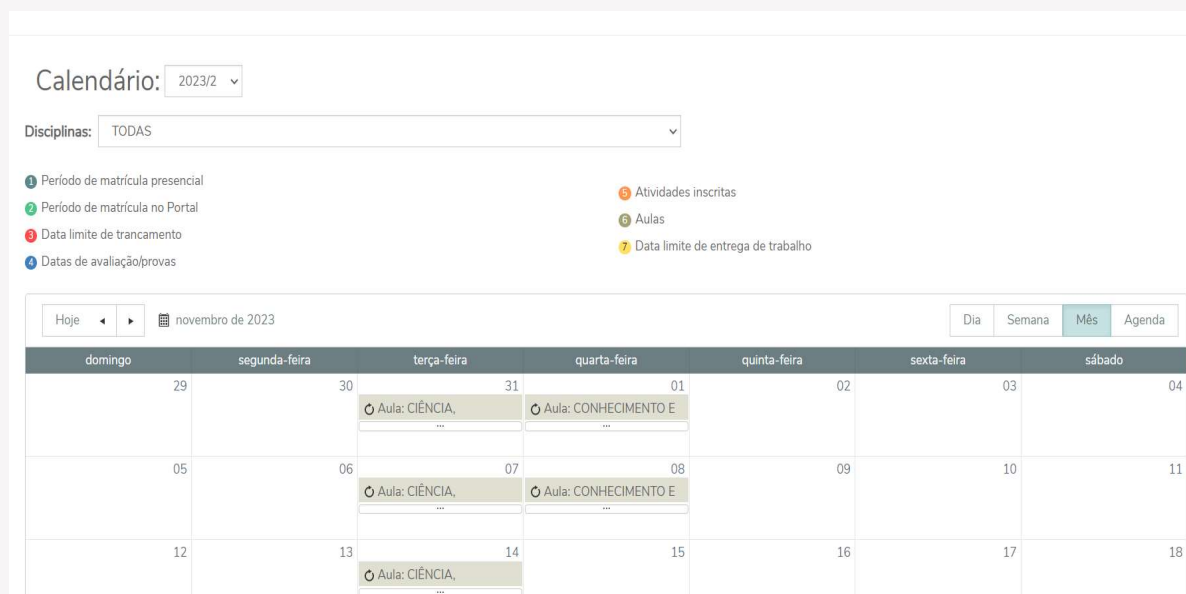 Calendário: 2023/2
Disciplinas: TODAS
1 Período de matrícula presencial
2 Período de matrícula no Portal
3 Data limite de trancamento
4 Datas de avaliação/provas
5 Atividades inscritas
6 Aulas
7 Data limite de entrega de trabalho
Hoje novembro de 2023 Dia Semana Mês Agenda
domingo segunda-feira terça-feira quarta-feira quinta-feira sexta-feira sábado
29 30 31 01 02 03 04
Aula: CIÊNCIA, Aula: CONHECIMENTO E
... ...
05 06 07 08 09 10 11
Aula: CIÊNCIA, Aula: CONHECIMENTO E
... ...
12 13 14 15 16 17 18
Aula: CIÊNCIA,
...